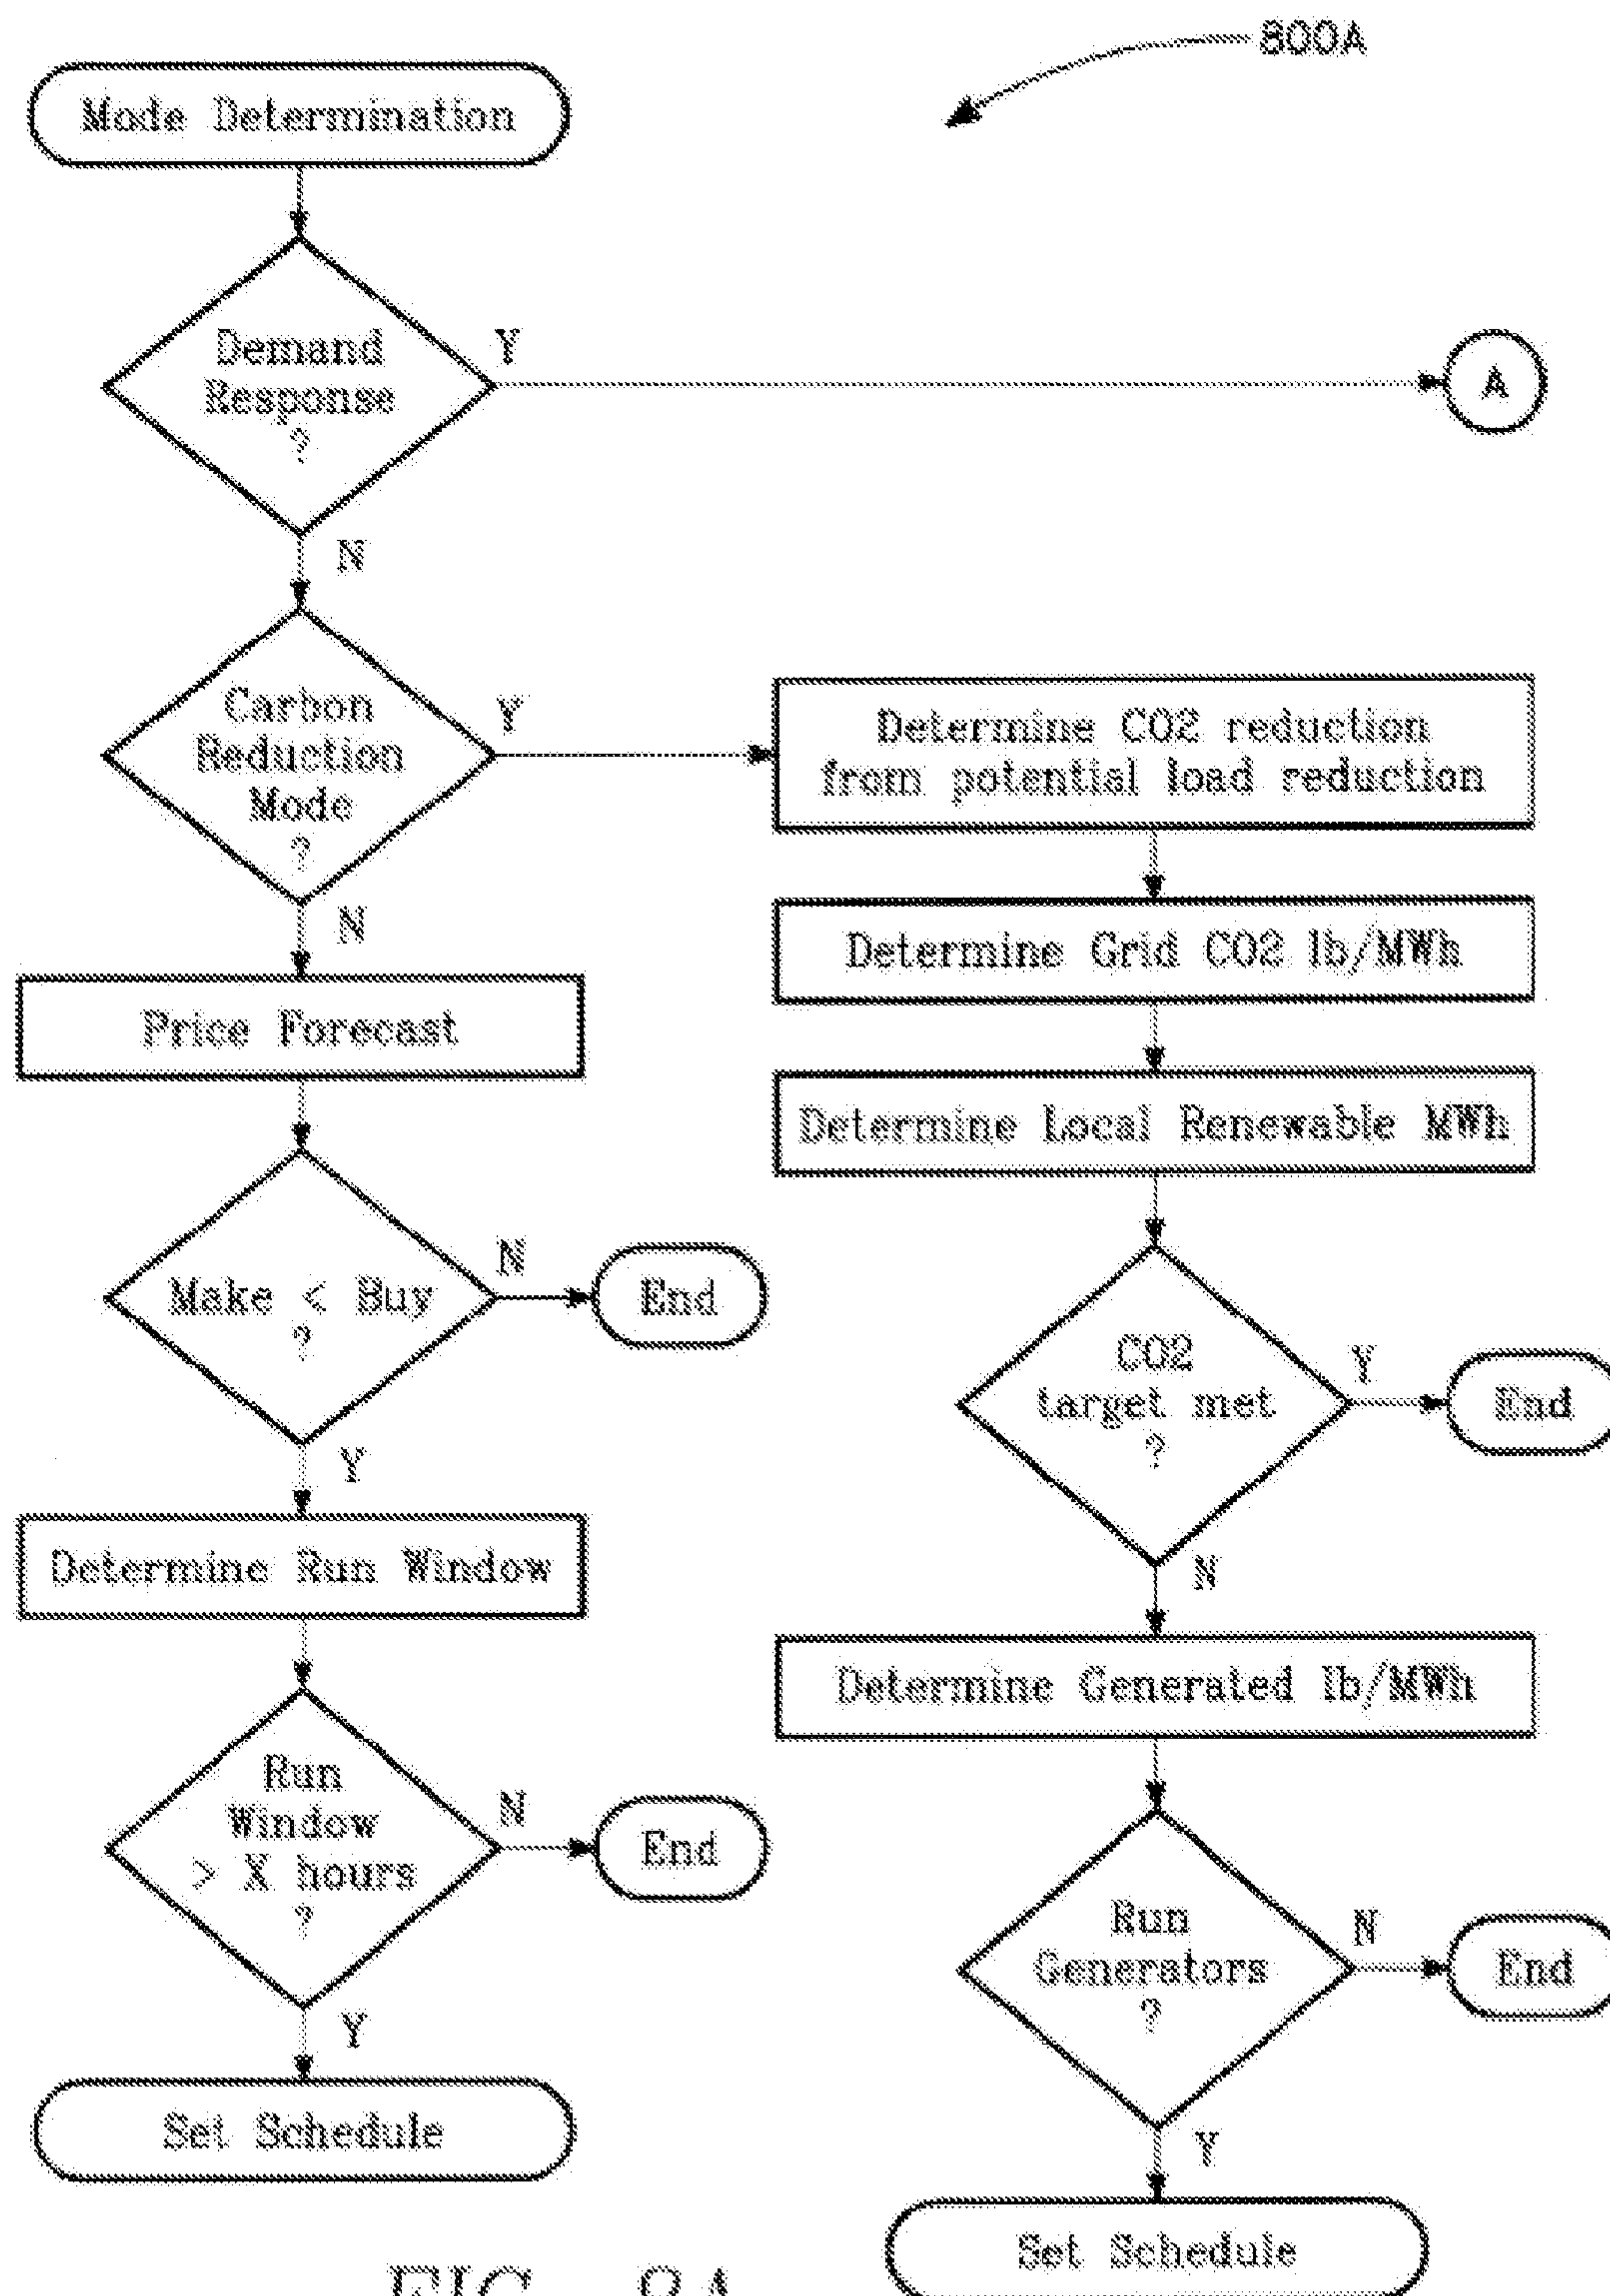 800A
Mode Determination
Demand
Response
?
Y
A
N
Carbon
Reduction
Mode
?
Y
N
Determine CO2 reduction
from potential load reduction
Determine Grid CO2 lb/MWh
Determine Local Renewable MWh
Price Forecast
Make < Buy
?
N
End
Y
Determine Run Window
Run
Window
> X hours
?
N
End
Y
Set Schedule
CO2
target met
?
Y
End
N
Determine Generated lb/MWh
Run
Generators
?
N
End
Y
Set Schedule
FIG. 8A